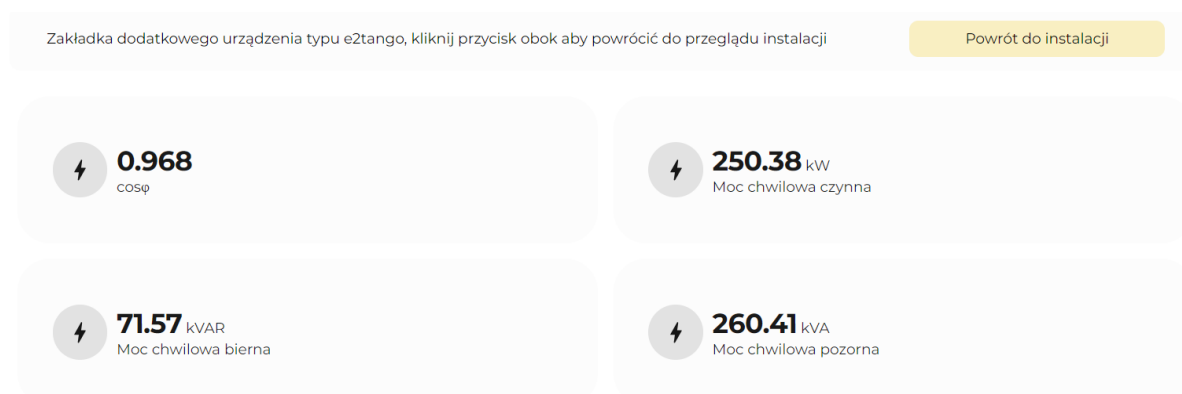 Zakładka dodatkowego urządzenia typu e2tango, kliknij przycisk obok aby powrócić do przeglądu instalacji
Powrót do instalacji
0.968
cosφ
250.38 kW
Moc chwilowa czynna
71.57 kVAR
Moc chwilowa bierna
260.41 kVA
Moc chwilowa pozorna